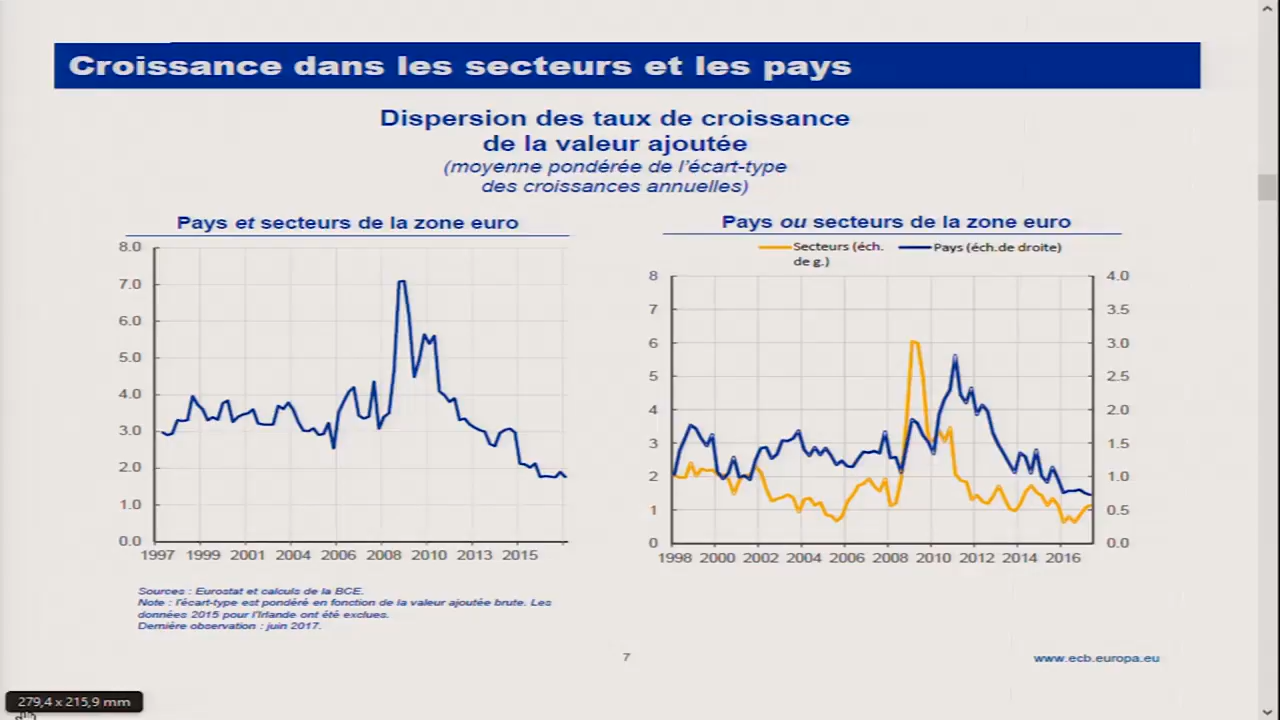 Croissance dans les secteurs et les pays
Dispersion des taux de croissance
de la valeur ajoutée
(moyenne pondérée de l'écart-type
des croissances annuelles)
Pays et secteurs de la zone euro
8.0
7.0
6.0
5.0
4.0
3.0
2.0
1.0
0.0
1997 1999 2001 2004 2006 2008 2010 2013 2015
Pays ou secteurs de la zone euro
Secteurs (éch.
de g.)
Pays (éch.de droite)
8
7
6
5
4
3
2
1
0
4.0
3.5
3.0
2.5
2.0
1.5
1.0
0.5
0.0
1998 2000 2002 2004 2006 2008 2010 2012 2014 2016
Sources : Eurostat et calculs de la BCE.
Note : l'écart-type est pondéré en fonction de la valeur ajoutée brute. Les
données 2015 pour l'Irlande ont été exclues.
Dernière observation : juin 2017.
7
www.ecb.europa.eu
279,4 x 215,9 mm